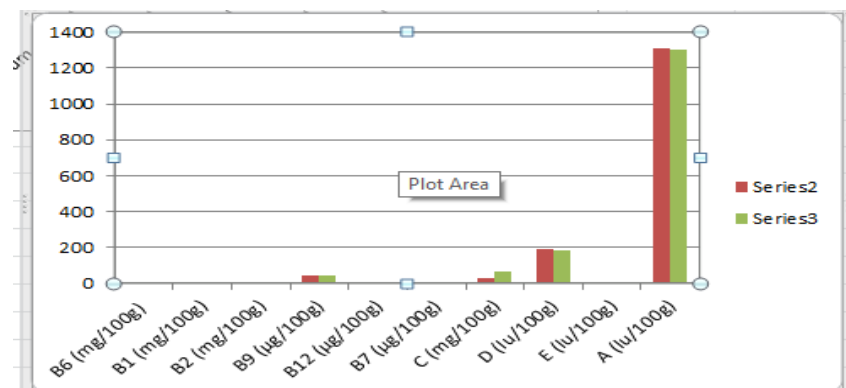 1400
1200
1000
800
600
400
200
0
Plot Area
Series2
Series3
B6 (mg/100g)
B1 (mg/100g)
B2 (mg/100g)
B9 (µg/100g)
B12 (µg/100g)
B7 (µg/100g)
C (mg/100g)
D (Iu/100g)
E (Iu/100g)
A (Iu/100g)